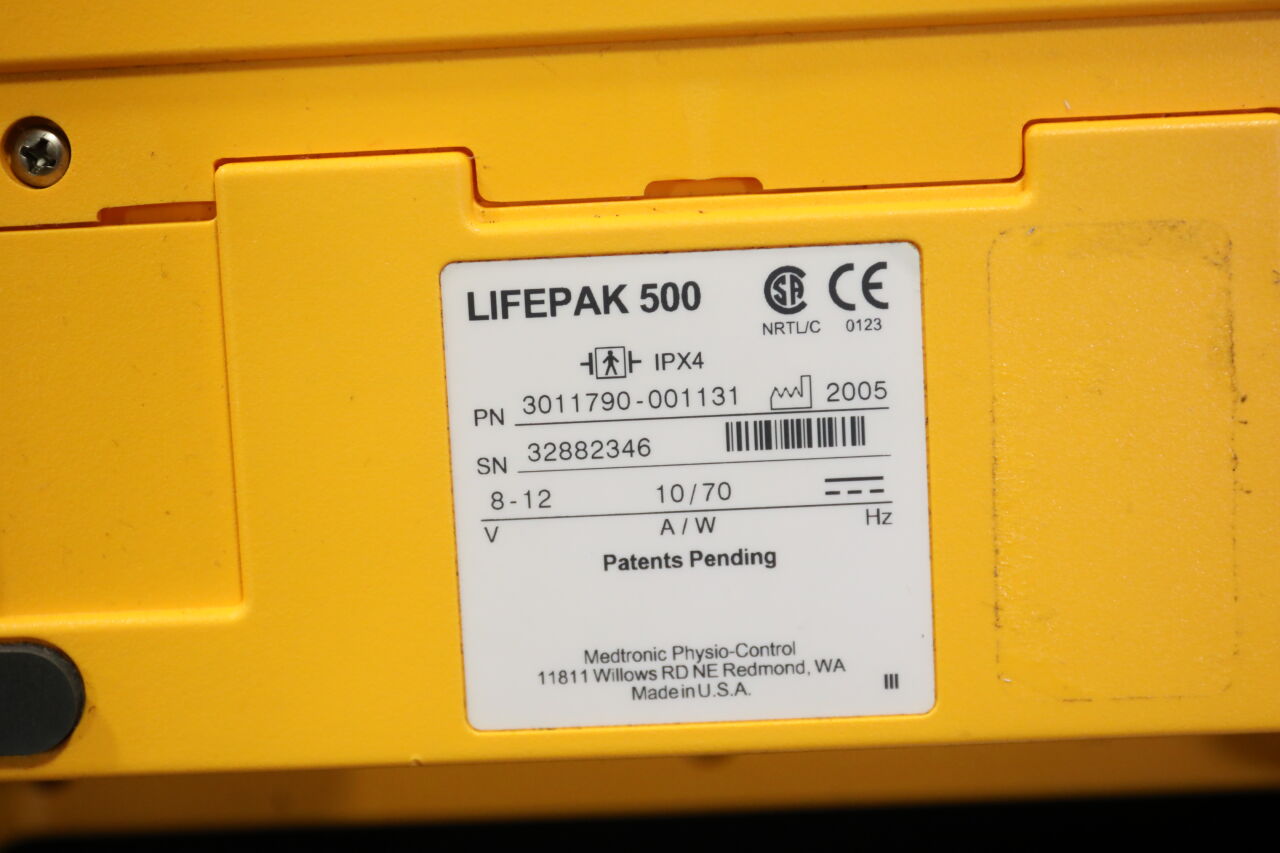 LIFEPAK 500
SA CE
NRTL/C 0123
IPX4
PN 3011790-001131 2005
SN 32882346
8-12 10/70
V A/W Hz
Patents Pending
Medtronic Physio-Control
11811 Willows RD NE Redmond, WA
Made in U.S.A.
III